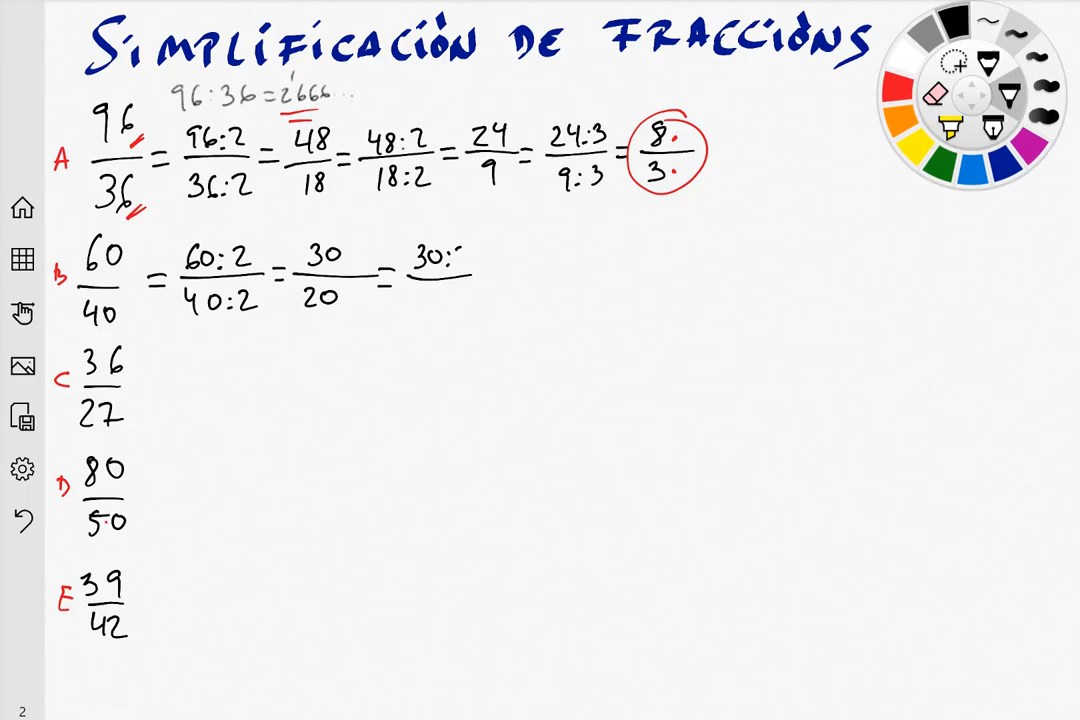 SIMPLIFICACIÓN DE FRACCIÓNS
96:36=2'666...
A 96/36 = 96:2/36:2 = 48/18 = 48:2/18:2 = 24/9 = 24:3/9:3 = 8/3
B 60/40 = 60:2/40:2 = 30/20 = 30:
C 36/27
D 80/50
E 39/42
2